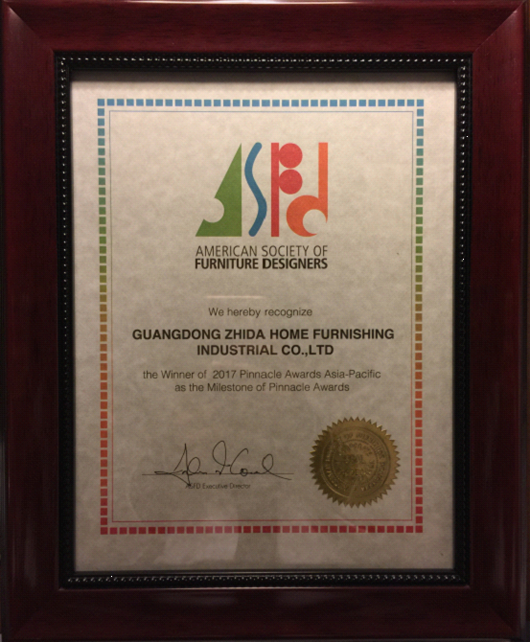 ASFD
AMERICAN SOCIETY OF
FURNITURE DESIGNERS
We hereby recognize
GUANGDONG ZHIDA HOME FURNISHING
INDUSTRIAL CO.,LTD
the Winner of 2017 Pinnacle Awards Asia-Pacific
as the Milestone of Pinnacle Awards
ASFD Executive Director